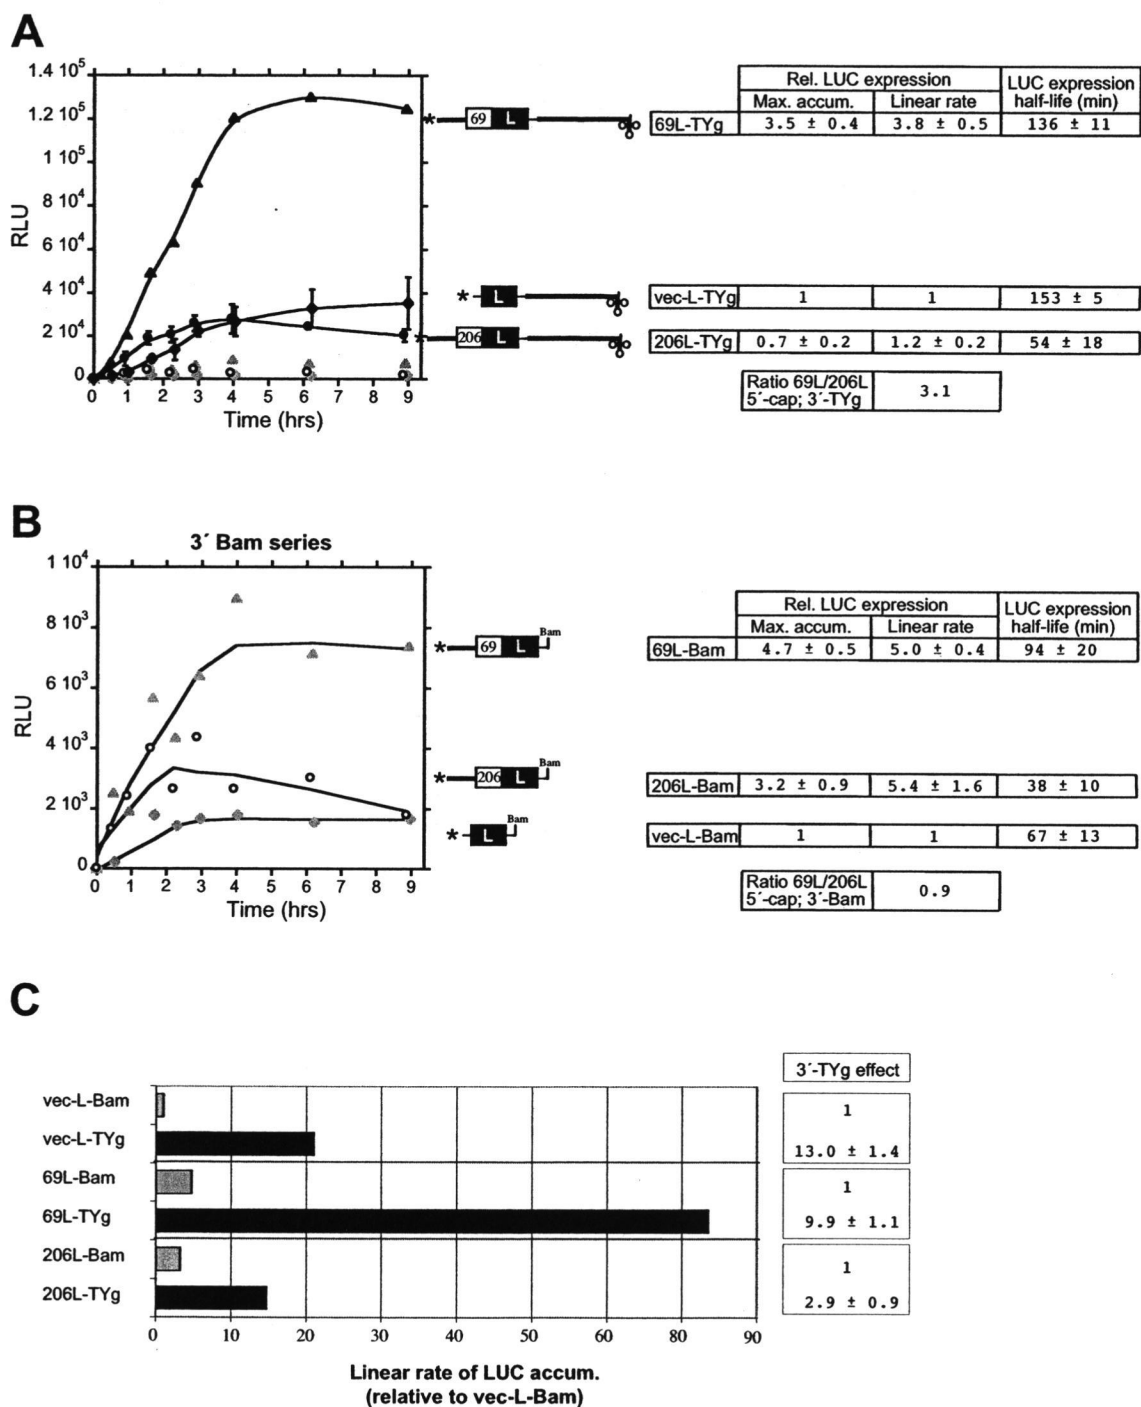 A
1.4 10⁵
1.2 10⁵
1 10⁵
8 10⁴
6 10⁴
4 10⁴
2 10⁴
0
RLU
0 1 2 3 4 5 6 7 8 9
Time (hrs)
* 69 L
* L
* 206 L
Rel. LUC expression
LUC expression half-life (min)
Max. accum. Linear rate
69L-TYg 3.5 ± 0.4 3.8 ± 0.5 136 ± 11
vec-L-TYg 1 1 153 ± 5
206L-TYg 0.7 ± 0.2 1.2 ± 0.2 54 ± 18
Ratio 69L/206L
5´-cap; 3´-TYg
3.1
B
3´ Bam series
1 10⁴
8 10³
6 10³
4 10³
2 10³
0
RLU
0 1 2 3 4 5 6 7 8 9
Time (hrs)
* 69 L Bam
* 206 L Bam
* L Bam
Rel. LUC expression
LUC expression half-life (min)
Max. accum. Linear rate
69L-Bam 4.7 ± 0.5 5.0 ± 0.4 94 ± 20
206L-Bam 3.2 ± 0.9 5.4 ± 1.6 38 ± 10
vec-L-Bam 1 1 67 ± 13
Ratio 69L/206L
5´-cap; 3´-Bam
0.9
C
3´-TYg effect
vec-L-Bam 1
vec-L-TYg 13.0 ± 1.4
69L-Bam 1
69L-TYg 9.9 ± 1.1
206L-Bam 1
206L-TYg 2.9 ± 0.9
0 10 20 30 40 50 60 70 80 90
Linear rate of LUC accum.
(relative to vec-L-Bam)